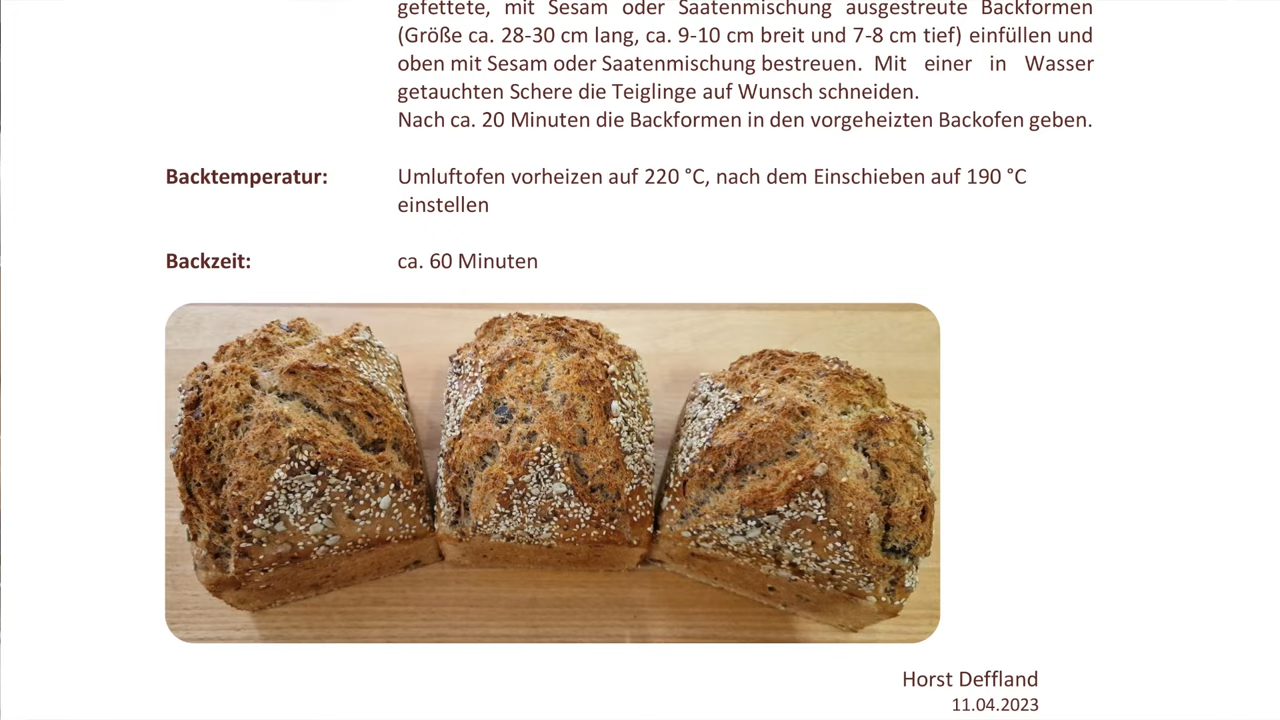 gefettete, mit Sesam oder Saatenmischung ausgestreute Backformen
(Größe ca. 28-30 cm lang, ca. 9-10 cm breit und 7-8 cm tief) einfüllen und
oben mit Sesam oder Saatenmischung bestreuen. Mit einer in Wasser
getauchten Schere die Teiglinge auf Wunsch schneiden.
Nach ca. 20 Minuten die Backformen in den vorgeheizten Backofen geben.
Backtemperatur: Umluftofen vorheizen auf 220 °C, nach dem Einschieben auf 190 °C
einstellen
Backzeit: ca. 60 Minuten
Horst Deffland
11.04.2023